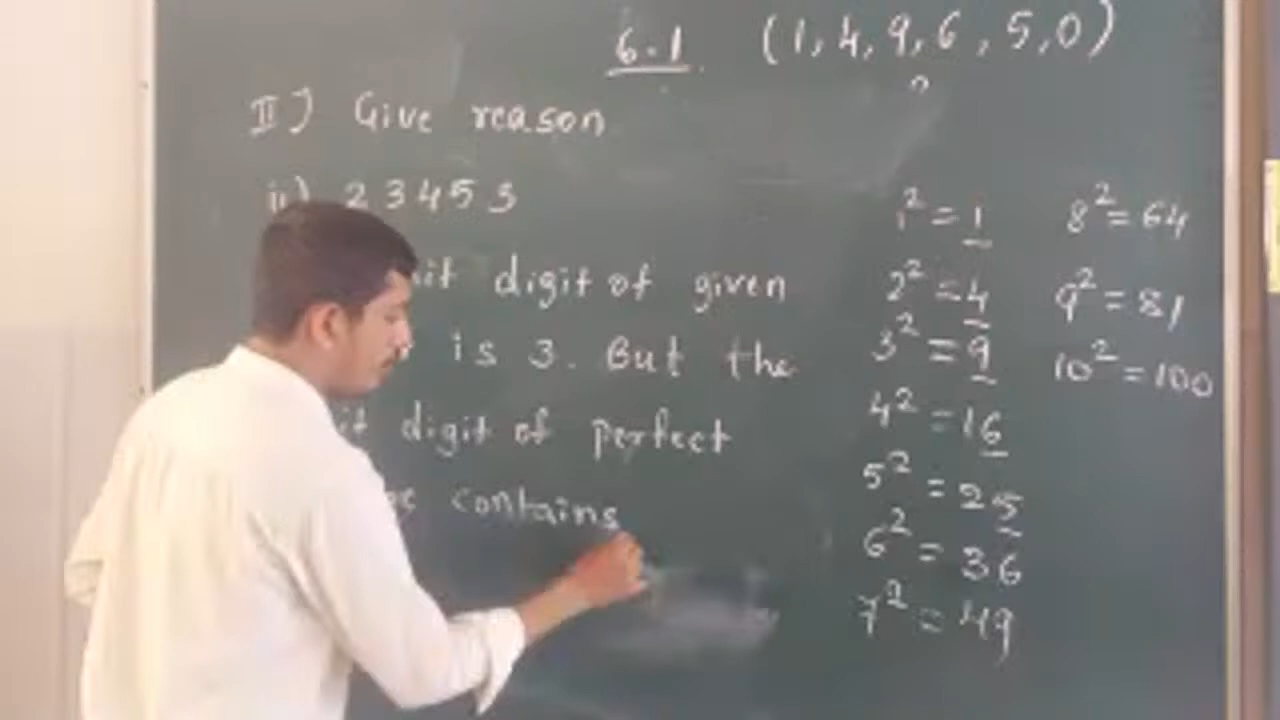 6.1 (1, 4, 9, 6, 5, 0)
II) Give reason
ii) 23453
digit of given
is 3. But the
digit of perfect
contains
1² = 1
2² = 4
3² = 9
4² = 16
5² = 25
6² = 36
7² = 49
8² = 64
9² = 81
10² = 100